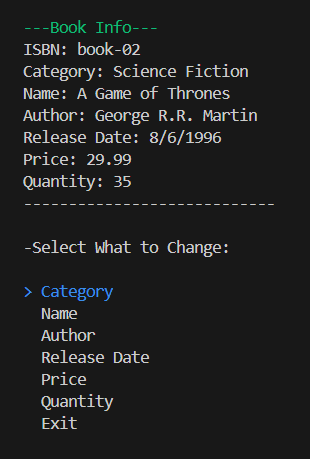 ---Book Info---
ISBN: book-02
Category: Science Fiction
Name: A Game of Thrones
Author: George R.R. Martin
Release Date: 8/6/1996
Price: 29.99
Quantity: 35
----------------------------
-Select What to Change:
> Category
Name
Author
Release Date
Price
Quantity
Exit